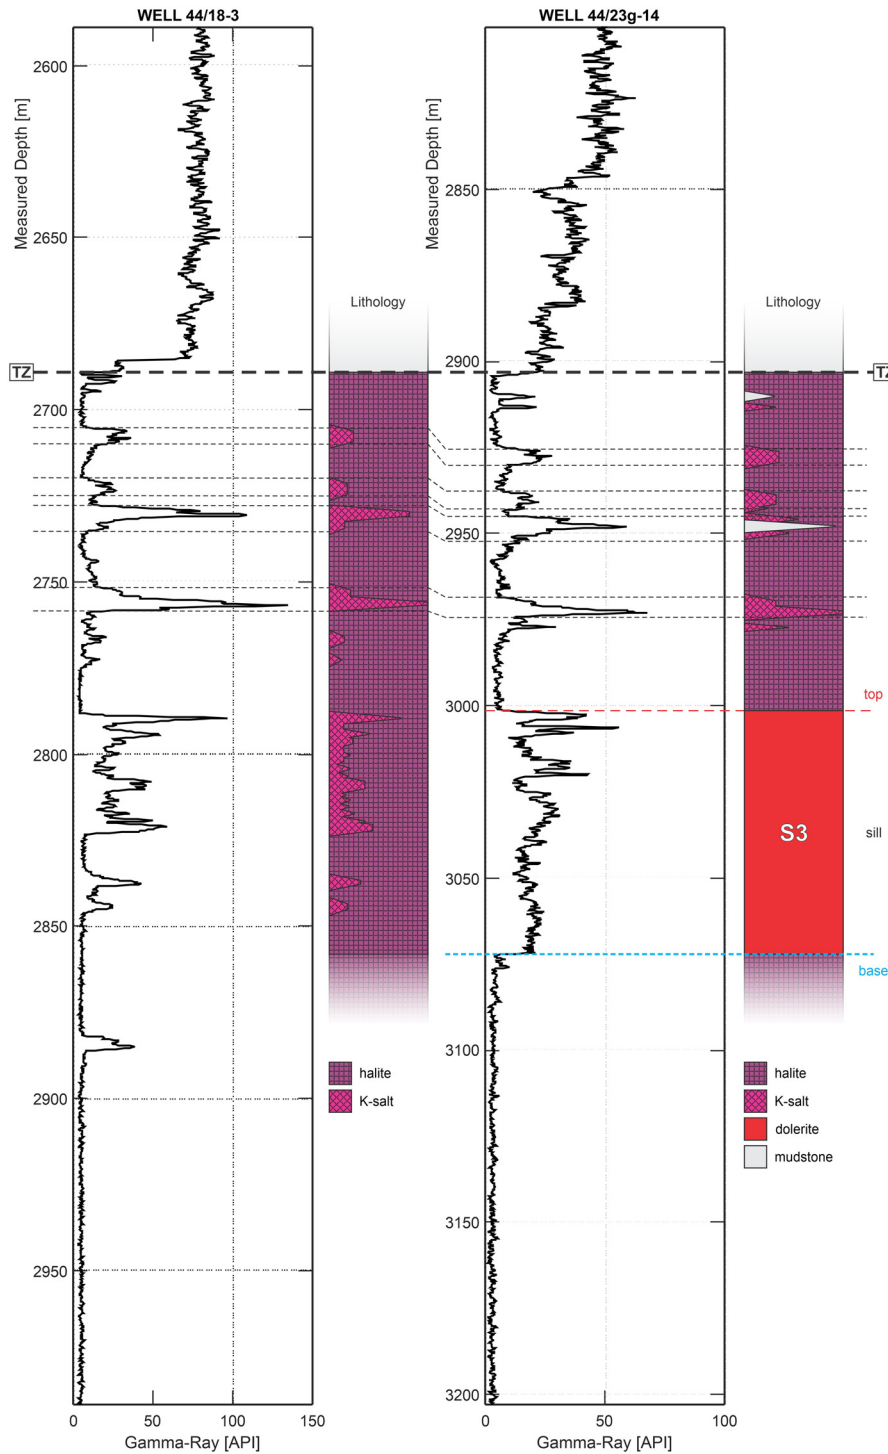 WELL 44/18-3
WELL 44/23g-14
Measured Depth [m]
2600
2650
2700
2750
2800
2850
2900
2950
0
50
100
150
Gamma-Ray [API]
TZ
Lithology
halite
K-salt
Measured Depth [m]
2850
2900
2950
3000
3050
3100
3150
3200
0
50
100
Gamma-Ray [API]
Lithology
TZ
top
S3
sill
base
halite
K-salt
dolerite
mudstone